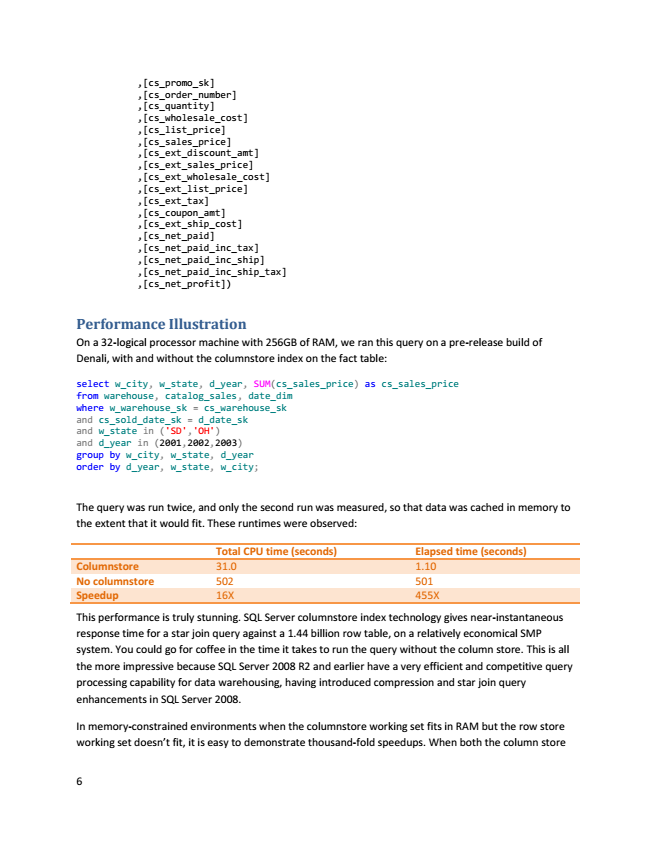 ,[cs_promo_sk]
,[cs_order_number]
,[cs_quantity]
,[cs_wholesale_cost]
,[cs_list_price]
,[cs_sales_price]
,[cs_ext_discount_amt]
,[cs_ext_sales_price]
,[cs_ext_wholesale_cost]
,[cs_ext_list_price]
,[cs_ext_tax]
,[cs_coupon_amt]
,[cs_ext_ship_cost]
,[cs_net_paid]
,[cs_net_paid_inc_tax]
,[cs_net_paid_inc_ship]
,[cs_net_paid_inc_ship_tax]
,[cs_net_profit])
Performance Illustration
On a 32-logical processor machine with 256GB of RAM, we ran this query on a pre-release build of
Denali, with and without the columnstore index on the fact table:
select w_city, w_state, d_year, SUM(cs_sales_price) as cs_sales_price
from warehouse, catalog_sales, date_dim
where w_warehouse_sk = cs_warehouse_sk
and cs_sold_date_sk = d_date_sk
and w_state in ('SD','OH')
and d_year in (2001,2002,2003)
group by w_city, w_state, d_year
order by d_year, w_state, w_city;
The query was run twice, and only the second run was measured, so that data was cached in memory to
the extent that it would fit. These runtimes were observed:
Total CPU time (seconds) Elapsed time (seconds)
Columnstore 31.0 1.10
No columnstore 502 501
Speedup 16X 455X
This performance is truly stunning. SQL Server columnstore index technology gives near-instantaneous
response time for a star join query against a 1.44 billion row table, on a relatively economical SMP
system. You could go for coffee in the time it takes to run the query without the column store. This is all
the more impressive because SQL Server 2008 R2 and earlier have a very efficient and competitive query
processing capability for data warehousing, having introduced compression and star join query
enhancements in SQL Server 2008.
In memory-constrained environments when the columnstore working set fits in RAM but the row store
working set doesn't fit, it is easy to demonstrate thousand-fold speedups. When both the column store
6